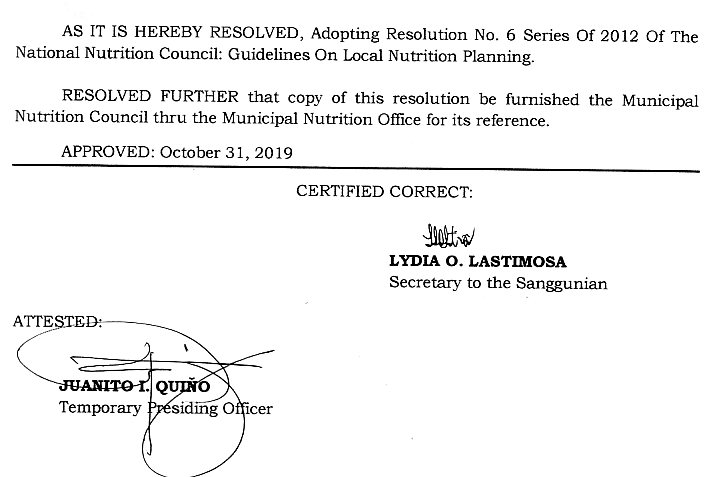 AS IT IS HEREBY RESOLVED, Adopting Resolution No. 6 Series Of 2012 Of The
National Nutrition Council: Guidelines On Local Nutrition Planning.
RESOLVED FURTHER that copy of this resolution be furnished the Municipal
Nutrition Council thru the Municipal Nutrition Office for its reference.
APPROVED: October 31, 2019
CERTIFIED CORRECT:
LYDIA O. LASTIMOSA
Secretary to the Sanggunian
ATTESTED:
JUANITO I. QUIÑO
Temporary Presiding Officer